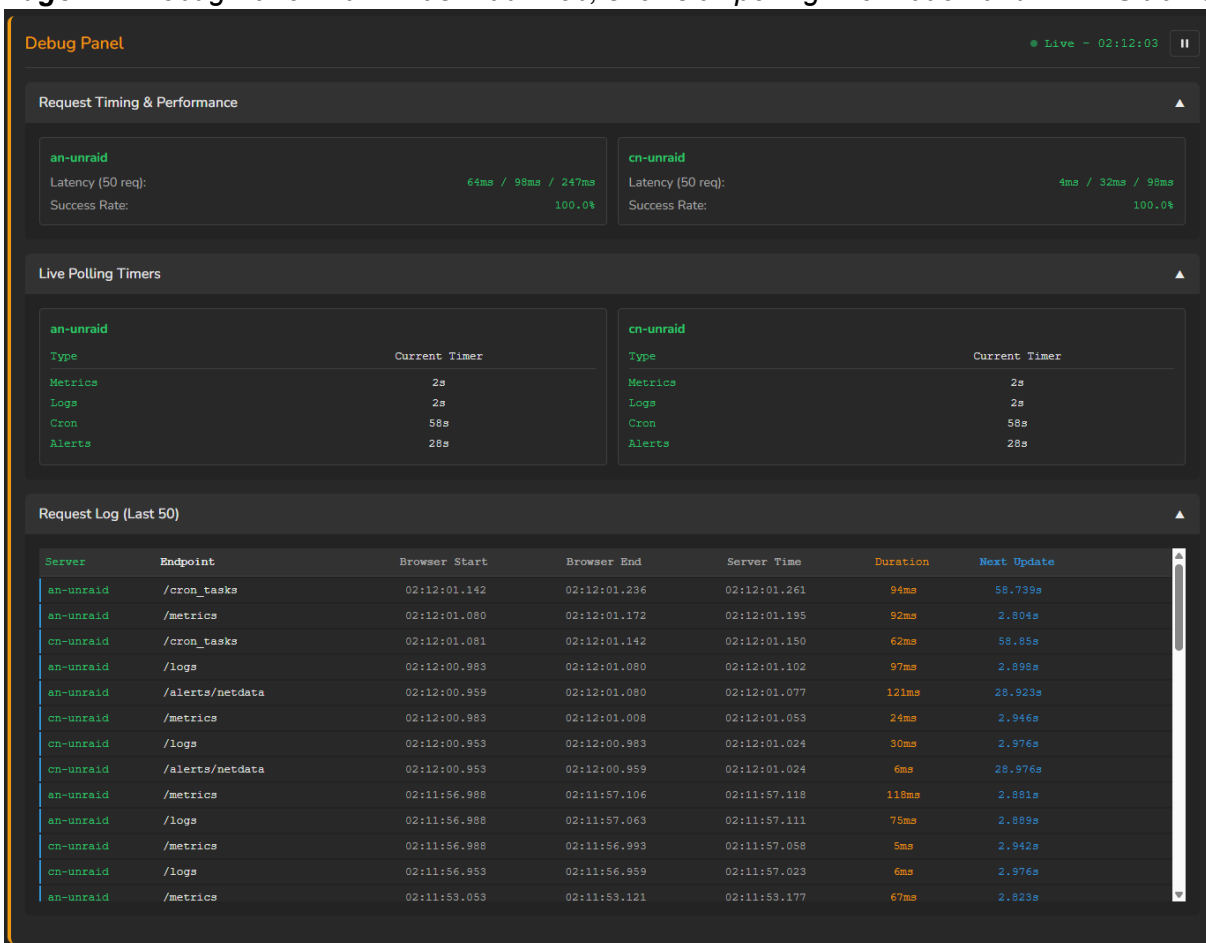 Debug Panel
Live - 02:12:03
Request Timing & Performance
an-unraid
Latency (50 req): 64ms / 98ms / 247ms
Success Rate: 100.0%
cn-unraid
Latency (50 req): 4ms / 32ms / 98ms
Success Rate: 100.0%
Live Polling Timers
an-unraid
Type Current Timer
Metrics 2s
Logs 2s
Cron 58s
Alerts 28s
cn-unraid
Type Current Timer
Metrics 2s
Logs 2s
Cron 58s
Alerts 28s
Request Log (Last 50)
Server Endpoint Browser Start Browser End Server Time Duration Next Update
an-unraid /cron_tasks 02:12:01.142 02:12:01.236 02:12:01.261 94ms 58.739s
an-unraid /metrics 02:12:01.080 02:12:01.172 02:12:01.195 92ms 2.804s
cn-unraid /cron_tasks 02:12:01.081 02:12:01.142 02:12:01.150 62ms 58.85s
an-unraid /logs 02:12:00.983 02:12:01.080 02:12:01.102 97ms 2.898s
an-unraid /alerts/netdata 02:12:00.959 02:12:01.080 02:12:01.077 121ms 28.923s
cn-unraid /metrics 02:12:00.983 02:12:01.008 02:12:01.053 24ms 2.946s
cn-unraid /logs 02:12:00.953 02:12:00.983 02:12:01.024 30ms 2.976s
cn-unraid /alerts/netdata 02:12:00.953 02:12:00.959 02:12:01.024 6ms 28.976s
an-unraid /metrics 02:11:56.988 02:11:57.106 02:11:57.118 118ms 2.881s
an-unraid /logs 02:11:56.988 02:11:57.063 02:11:57.111 75ms 2.889s
cn-unraid /metrics 02:11:56.988 02:11:56.993 02:11:57.058 5ms 2.942s
cn-unraid /logs 02:11:56.953 02:11:56.959 02:11:57.023 6ms 2.976s
an-unraid /metrics 02:11:53.053 02:11:53.121 02:11:53.177 67ms 2.823s